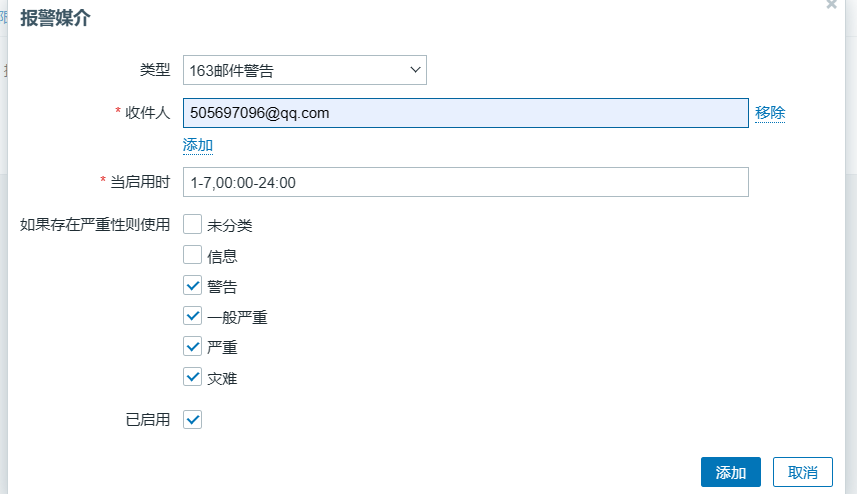 报警媒介
类型 163邮件警告
* 收件人 505697096@qq.com 移除
添加
* 当启用时 1-7,00:00-24:00
如果存在严重性则使用 未分类
信息
警告
一般严重
严重
灾难
已启用
添加 取消